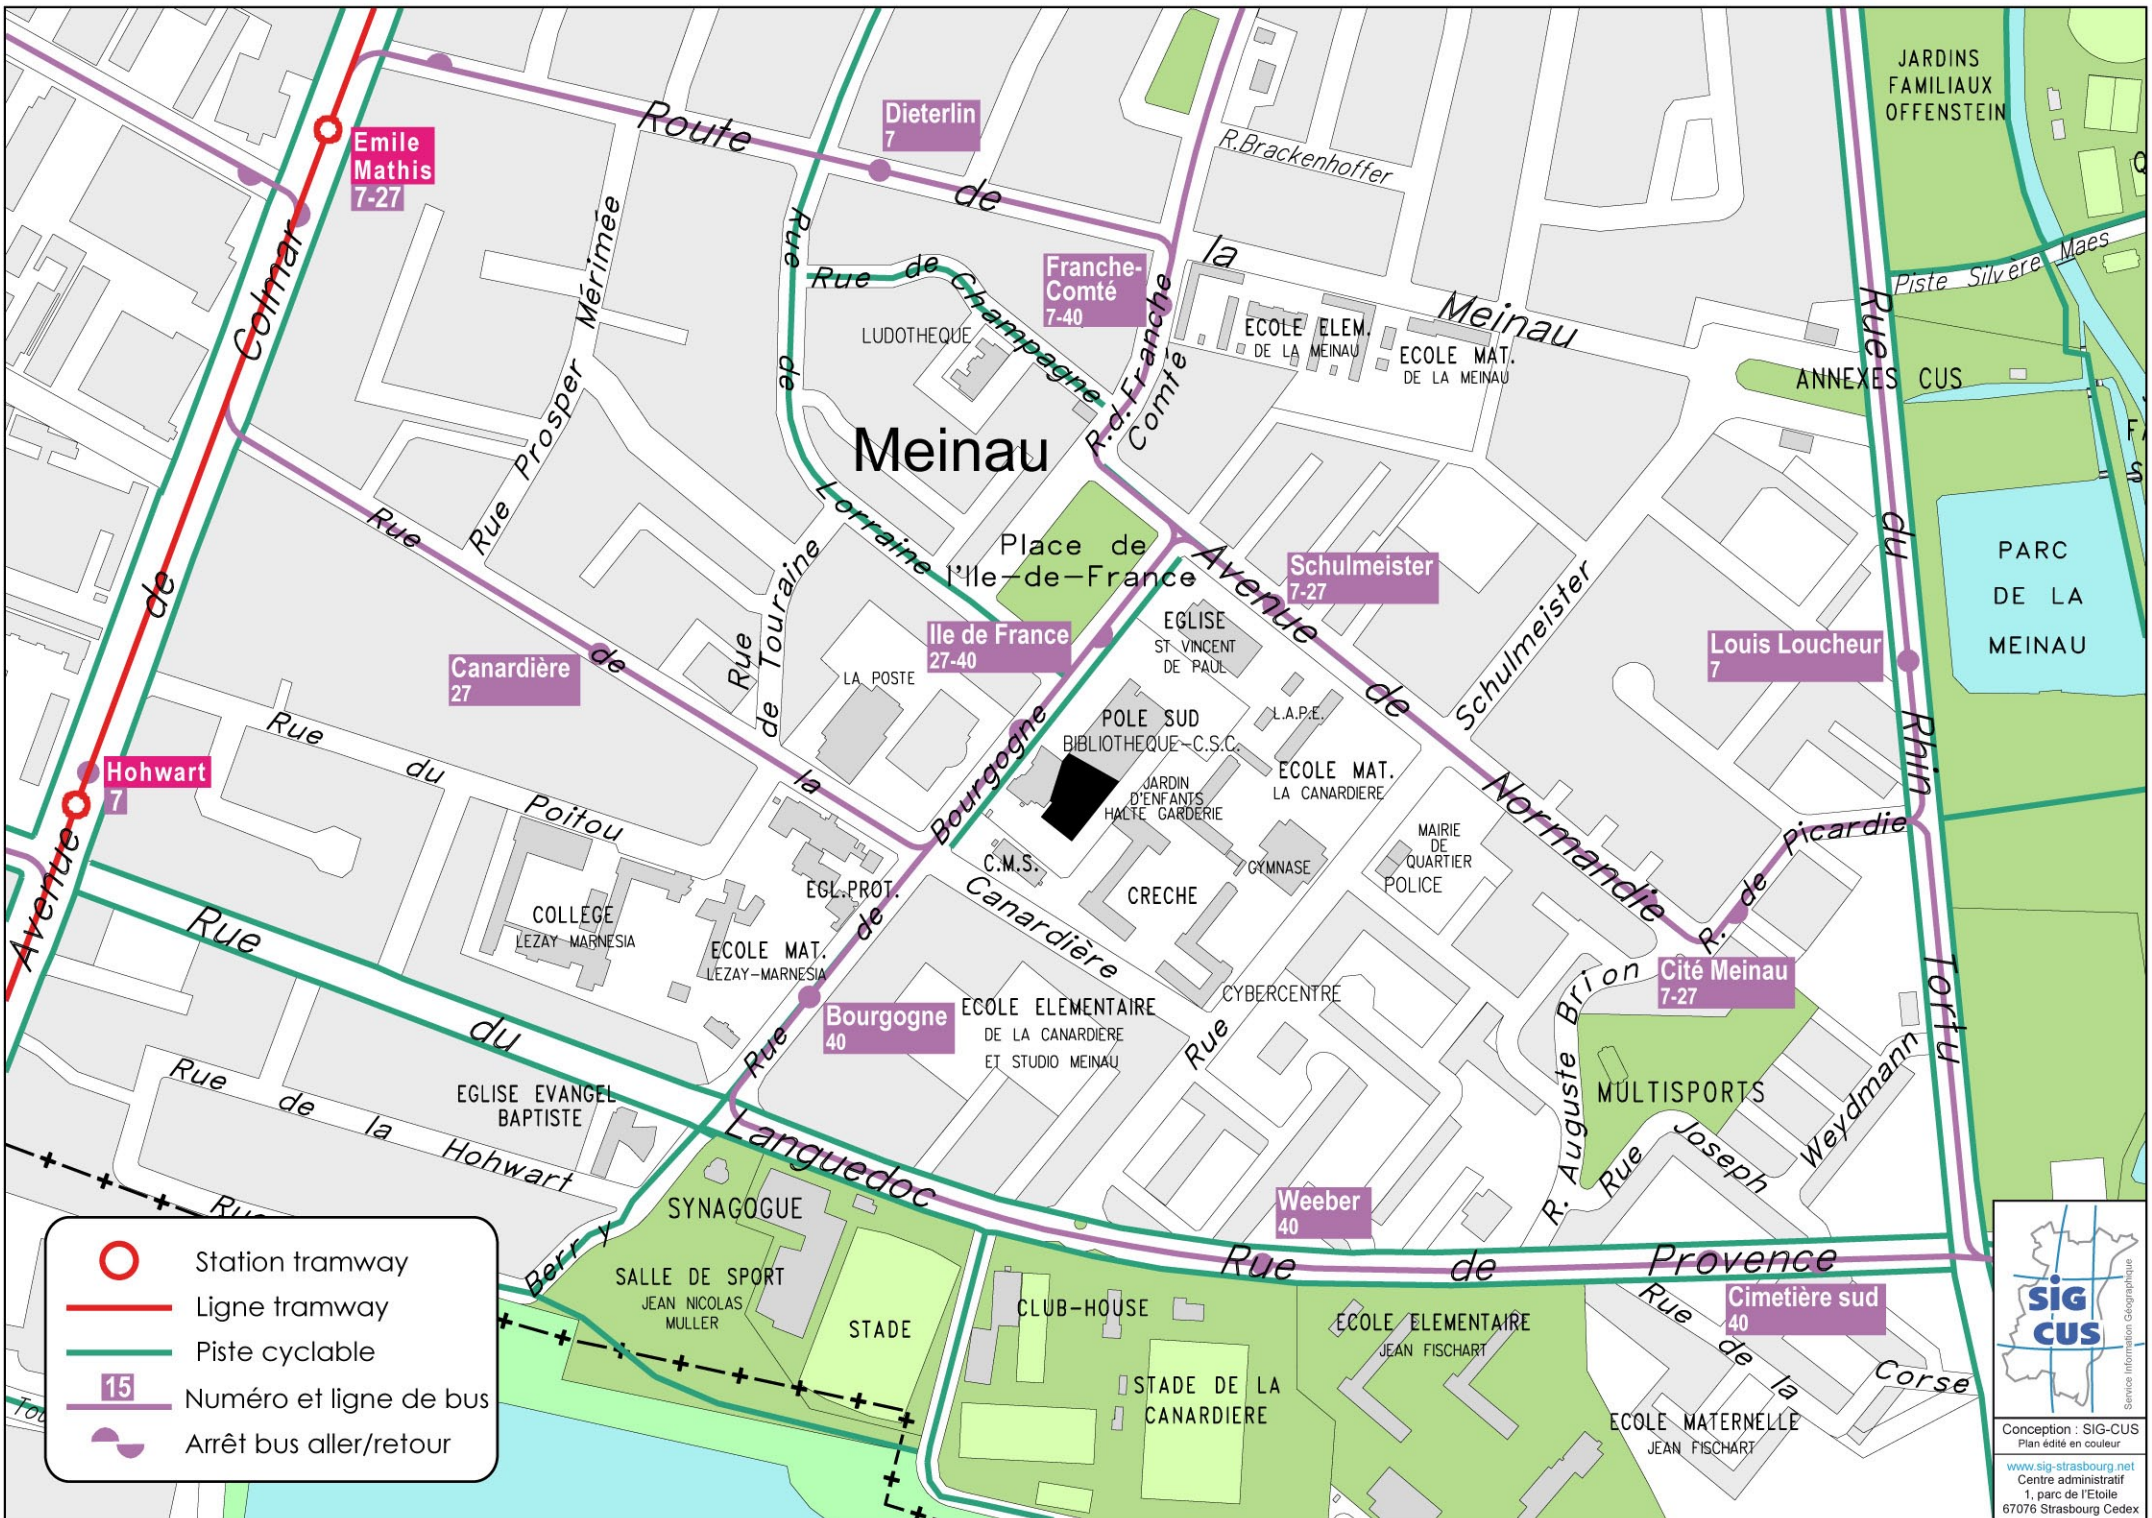 JARDINS
FAMILIAUX
OFFENSTEIN
Emile
Mathis
7-27
Route
de
la
Meinau
Dieterlin
7
R.Brackenhoffer
Piste Silvère Maes
Franche-
Comté
7-40
Rue de Champagne
LUDOTHEQUE
R.d.Franche
Comté
ECOLE ELEM.
DE LA MEINAU
ECOLE MAT.
DE LA MEINAU
ANNEXES CUS
Avenue de Colmar
Rue Prosper Mérimée
Rue de Lorraine
Meinau
Place de
l'Ile-de-France
Rue du Rhin Tortu
PARC
DE LA
MEINAU
Schulmeister
7-27
Avenue de Normandie
Schulmeister
Louis Loucheur
7
Ile de France
27-40
EGLISE
ST VINCENT
DE PAUL
Canardière
27
Rue de la Canardière
Rue de Touraine
LA POSTE
POLE SUD
BIBLIOTHEQUE-C.S.C.
L.A.P.E.
JARDIN
D'ENFANTS
HALTE GARDERIE
ECOLE MAT.
LA CANARDIERE
Hohwart
7
Rue du Poitou
Rue de Bourgogne
R. de Picardie
MAIRIE
DE
QUARTIER
POLICE
GYMNASE
C.M.S.
CRECHE
EGL.PROT.
COLLEGE
LEZAY MARNESIA
ECOLE MAT.
LEZAY-MARNESIA
Cité Meinau
7-27
CYBERCENTRE
Bourgogne
40
ECOLE ELEMENTAIRE
DE LA CANARDIERE
ET STUDIO MEINAU
Rue
Rue du Languedoc
R. Auguste Brion
MULTISPORTS
Rue Joseph Weydmann
Rue de la Hohwart
EGLISE EVANGEL
BAPTISTE
Rue
Berry
SYNAGOGUE
SALLE DE SPORT
JEAN NICOLAS
MULLER
STADE
Weeber
40
Rue de Provence
CLUB-HOUSE
STADE DE LA
CANARDIERE
ECOLE ELEMENTAIRE
JEAN FISCHART
Cimetière sud
40
Rue de la Corse
ECOLE MATERNELLE
JEAN FISCHART
Station tramway
Ligne tramway
Piste cyclable
15
Numéro et ligne de bus
Arrêt bus aller/retour
SIG
CUS
Service Information Géographique
Conception : SIG-CUS
Plan édité en couleur
www.sig-strasbourg.net
Centre administratif
1, parc de l'Etoile
67076 Strasbourg Cedex